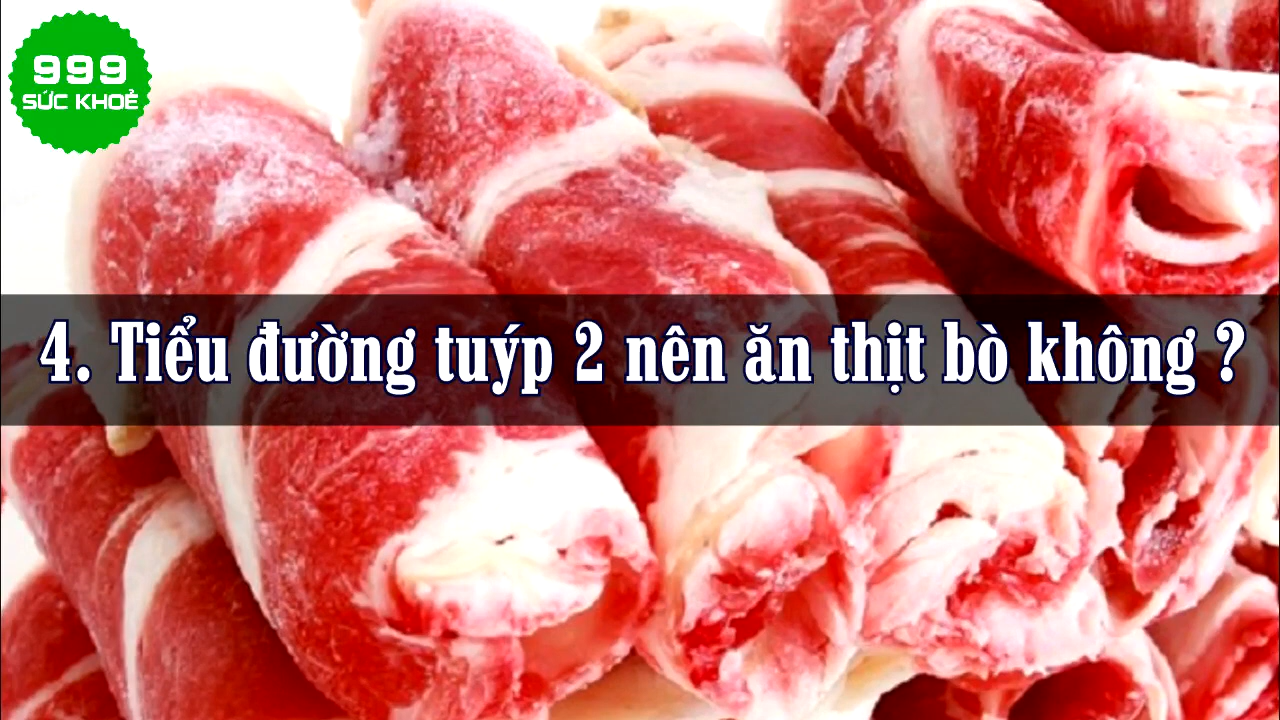 999
SỨC KHOẺ
4. Tiểu đường tuýp 2 nên ăn thịt bò không ?